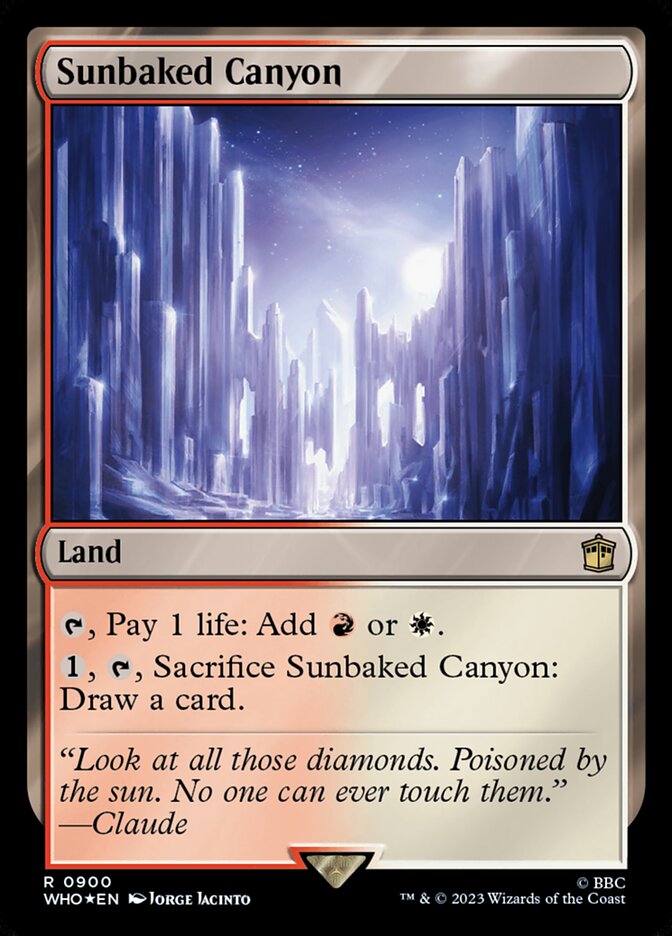 Sunbaked Canyon
Land
, Pay 1 life: Add or .
1, , Sacrifice Sunbaked Canyon:
Draw a card.
“Look at all those diamonds. Poisoned by
the sun. No one can ever touch them.”
—Claude
R 0900
WHO★EN Jorge Jacinto
© BBC
™ & © 2023 Wizards of the Coast